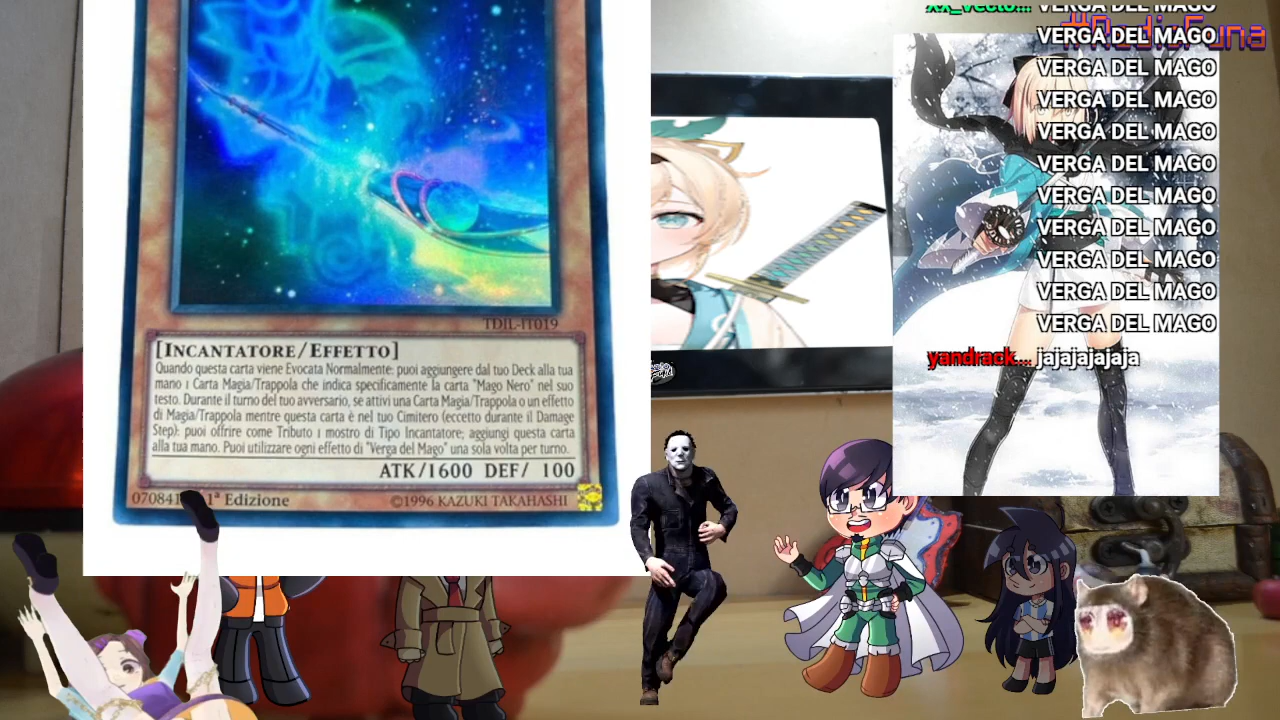 TDIL-IT019
[INCANTATORE/EFFETTO]
Quando questa carta viene Evocata Normalmente: puoi aggiungere dal tuo Deck alla tua
mano 1 Carta Magia/Trappola che indica specificamente la carta "Mago Nero" nel suo
testo. Durante il turno del tuo avversario, se attivi una Carta Magia/Trappola o un effetto
di Magia/Trappola mentre questa carta è nel tuo Cimitero (eccetto durante il Damage
Step): puoi offrire come Tributo 1 mostro di Tipo Incantatore; aggiungi questa carta
alla tua mano. Puoi utilizzare ogni effetto di "Verga del Mago" una sola volta per turno.
ATK/1600 DEF/ 100
1ª Edizione
©1996 KAZUKI TAKAHASHI
VERGA DEL MAGO
VERGA DEL MAGO
VERGA DEL MAGO
VERGA DEL MAGO
VERGA DEL MAGO
VERGA DEL MAGO
VERGA DEL MAGO
VERGA DEL MAGO
VERGA DEL MAGO
VERGA DEL MAGO
VERGA DEL MAGO
yandrack... jajajajajaja